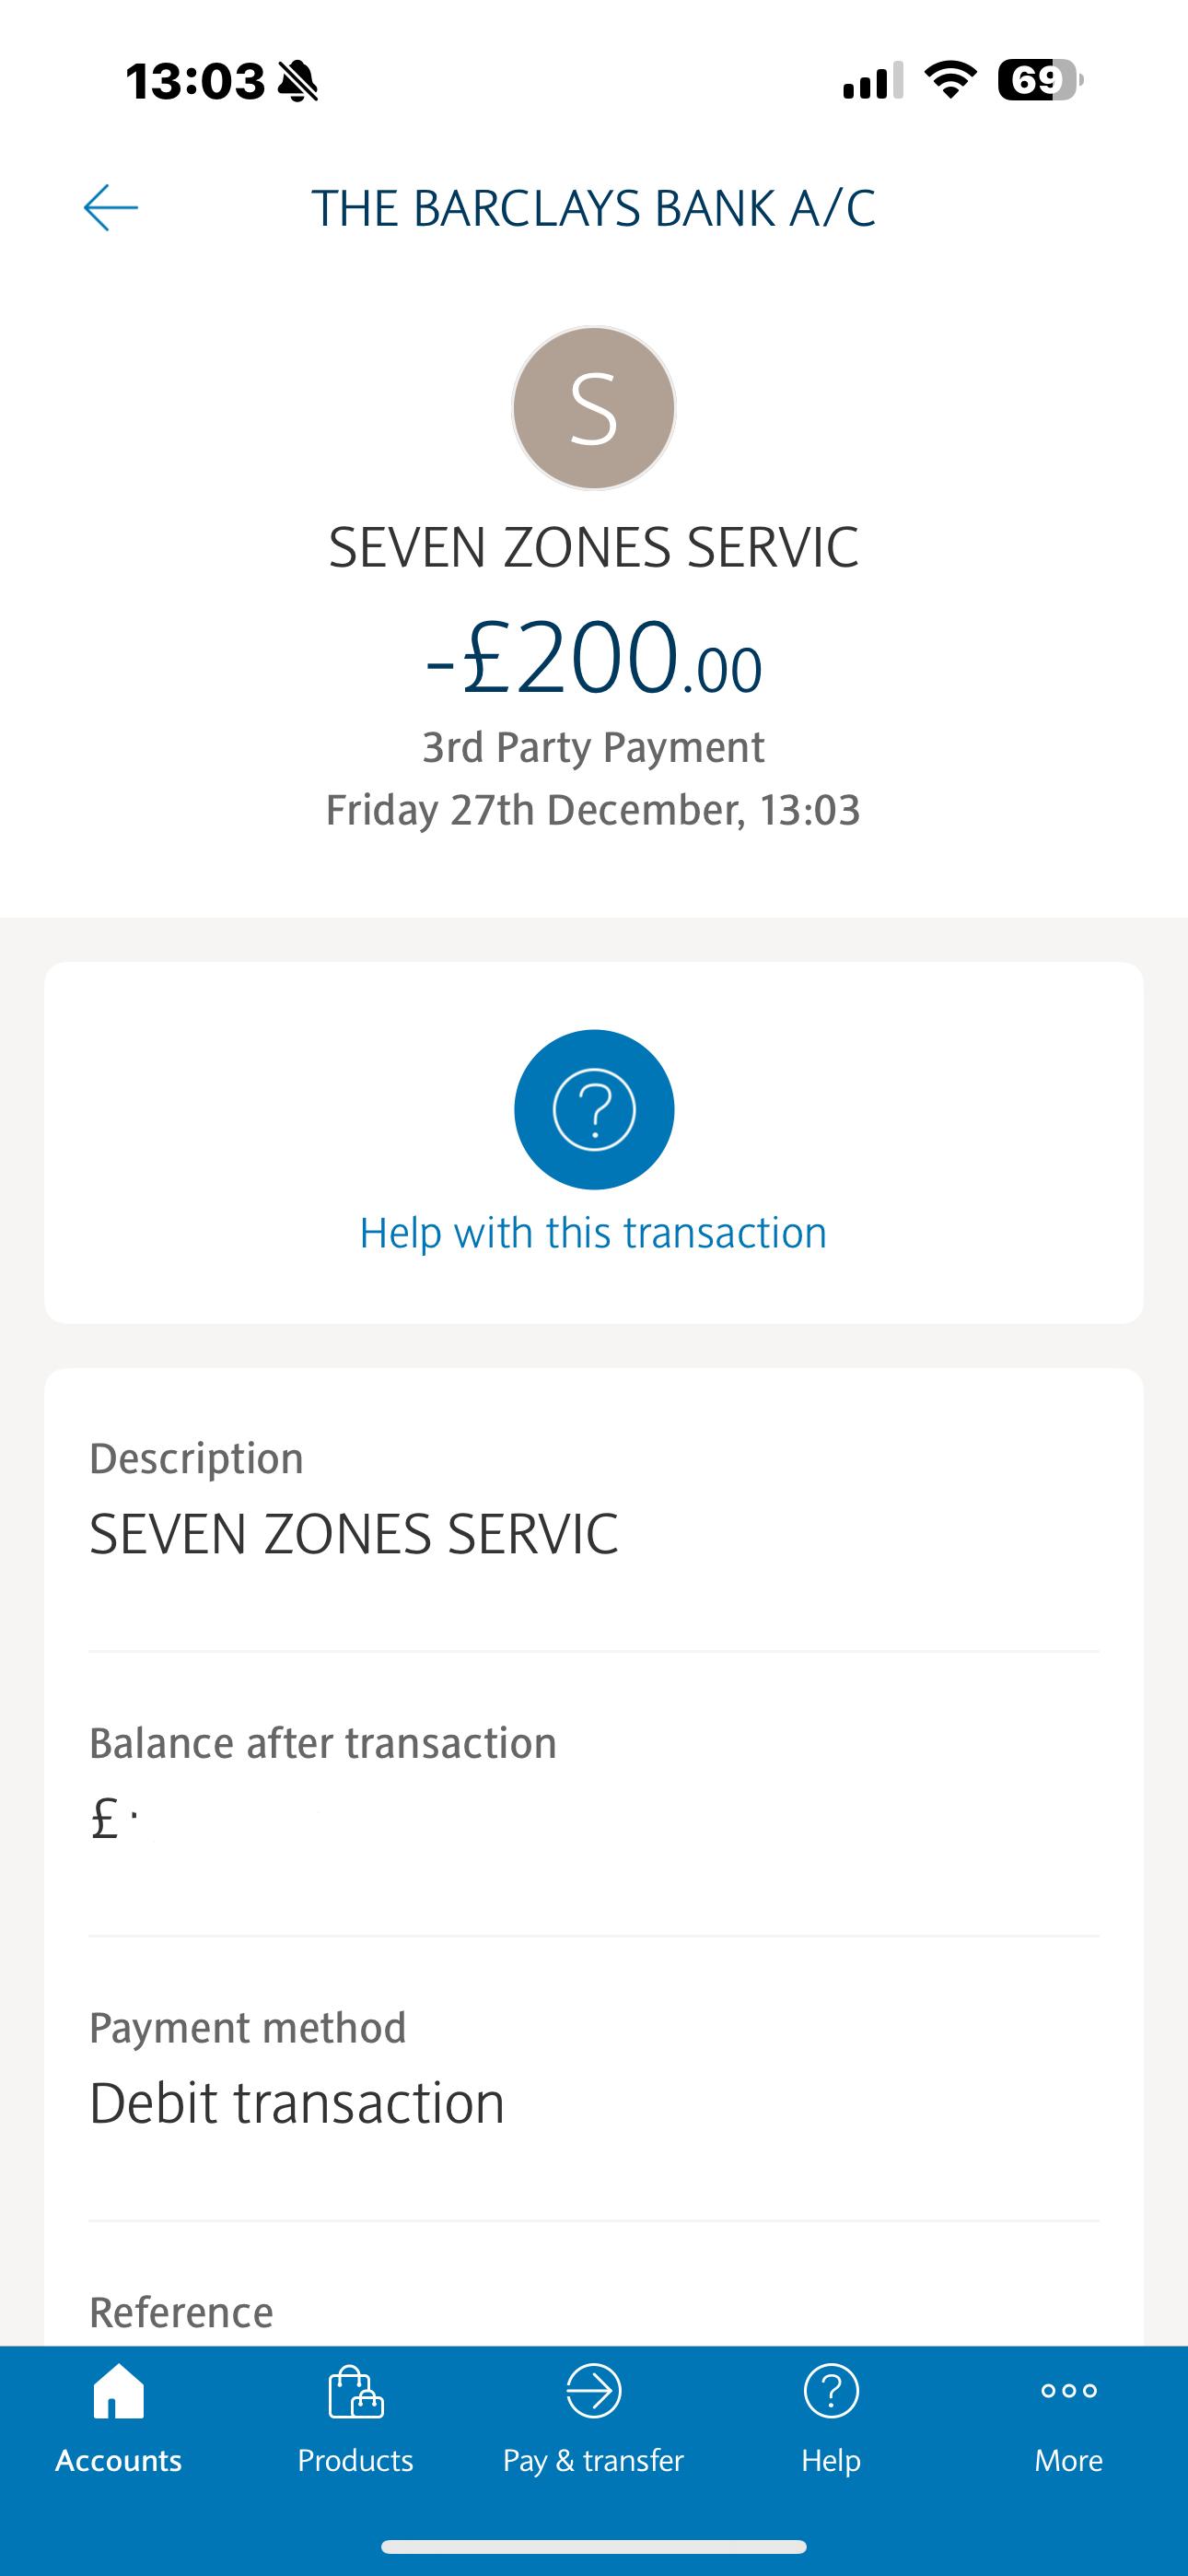 13:03
69
THE BARCLAYS BANK A/C
S
SEVEN ZONES SERVIC
-£200.00
3rd Party Payment
Friday 27th December, 13:03
?
Help with this transaction
Description
SEVEN ZONES SERVIC
Balance after transaction
£
Payment method
Debit transaction
Reference
Accounts Products Pay & transfer Help More